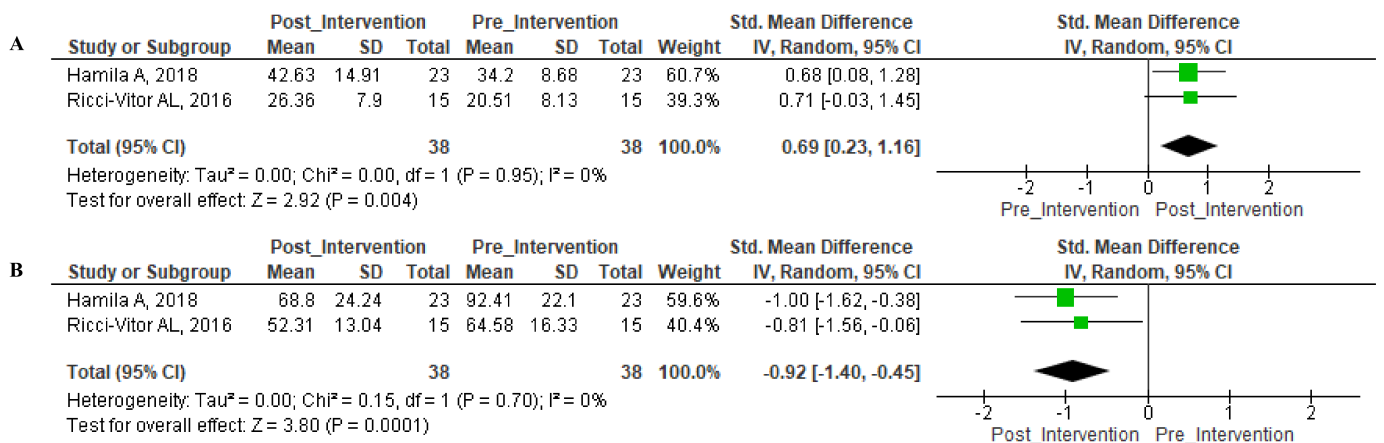 A
Post_Intervention Pre_Intervention Std. Mean Difference Std. Mean Difference
Study or Subgroup Mean SD Total Mean SD Total Weight IV, Random, 95% CI IV, Random, 95% CI
Hamila A, 2018 42.63 14.91 23 34.2 8.68 23 60.7% 0.68 [0.08, 1.28]
Ricci-Vitor AL, 2016 26.36 7.9 15 20.51 8.13 15 39.3% 0.71 [-0.03, 1.45]
Total (95% CI) 38 38 100.0% 0.69 [0.23, 1.16]
Heterogeneity: Tau² = 0.00; Chi² = 0.00, df = 1 (P = 0.95); I² = 0%
Test for overall effect: Z = 2.92 (P = 0.004)
-2 -1 0 1 2
Pre_Intervention Post_Intervention
B
Post_Intervention Pre_Intervention Std. Mean Difference Std. Mean Difference
Study or Subgroup Mean SD Total Mean SD Total Weight IV, Random, 95% CI IV, Random, 95% CI
Hamila A, 2018 68.8 24.24 23 92.41 22.1 23 59.6% -1.00 [-1.62, -0.38]
Ricci-Vitor AL, 2016 52.31 13.04 15 64.58 16.33 15 40.4% -0.81 [-1.56, -0.06]
Total (95% CI) 38 38 100.0% -0.92 [-1.40, -0.45]
Heterogeneity: Tau² = 0.00; Chi² = 0.15, df = 1 (P = 0.70); I² = 0%
Test for overall effect: Z = 3.80 (P = 0.0001)
-2 -1 0 1 2
Post_Intervention Pre_Intervention